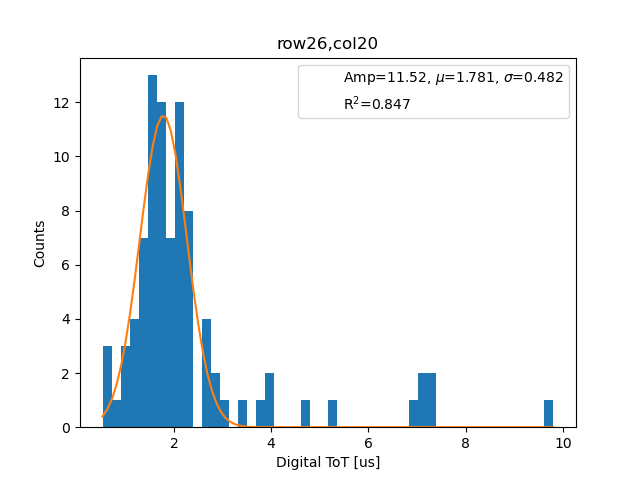 row26,col20
Amp=11.52, μ=1.781, σ=0.482
R²=0.847
12
10
8
6
4
2
0
Counts
2 4 6 8 10
Digital ToT [us]